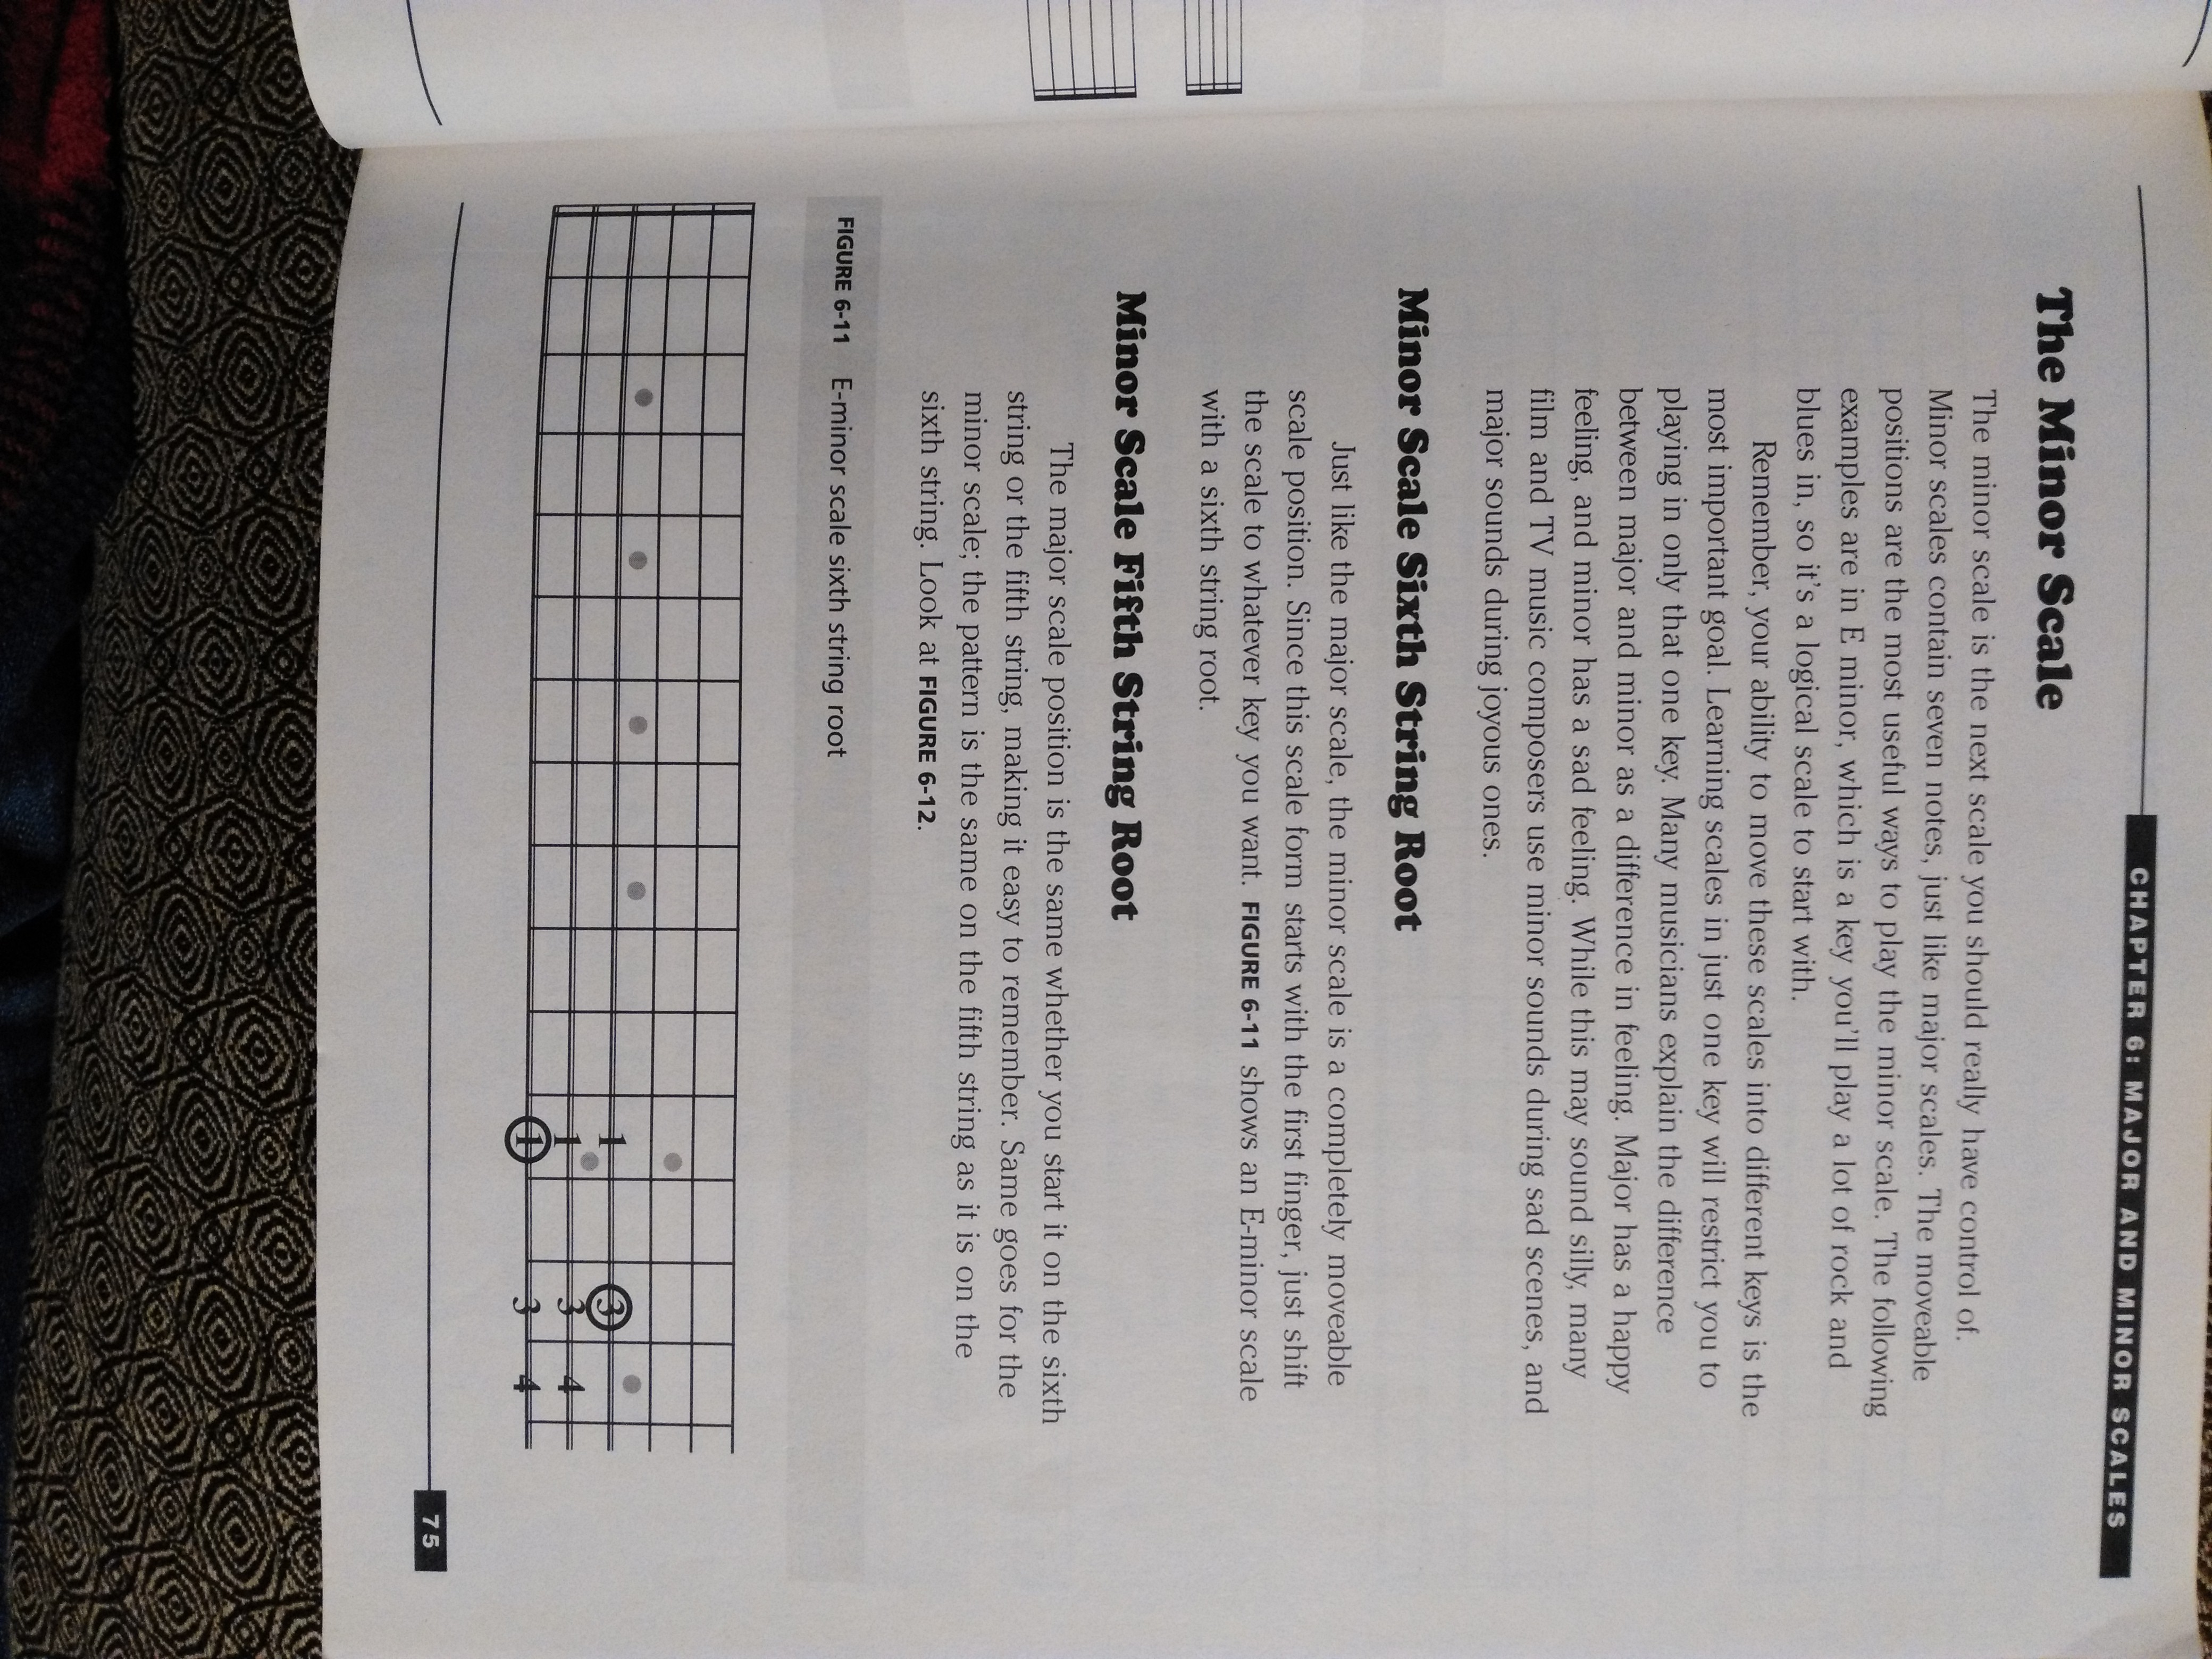 CHAPTER 6: MAJOR AND MINOR SCALES
The Minor Scale
The minor scale is the next scale you should really have control of.
Minor scales contain seven notes, just like major scales. The moveable
positions are the most useful ways to play the minor scale. The following
examples are in E minor, which is a key you'll play a lot of rock and
blues in, so it's a logical scale to start with.
Remember, your ability to move these scales into different keys is the
most important goal. Learning scales in just one key will restrict you to
playing in only that one key. Many musicians explain the difference
between major and minor as a difference in feeling. Major has a happy
feeling, and minor has a sad feeling. While this may sound silly, many
film and TV music composers use minor sounds during sad scenes, and
major sounds during joyous ones.
Minor Scale Sixth String Root
Just like the major scale, the minor scale is a completely moveable
scale position. Since this scale form starts with the first finger, just shift
the scale to whatever key you want. FIGURE 6-11 shows an E-minor scale
with a sixth string root.
Minor Scale Fifth String Root
The major scale position is the same whether you start it on the sixth
string or the fifth string, making it easy to remember. Same goes for the
minor scale; the pattern is the same on the fifth string as it is on the
sixth string. Look at FIGURE 6-12.
FIGURE 6-11 E-minor scale sixth string root
1 3
1 3 4
1 3 4
75